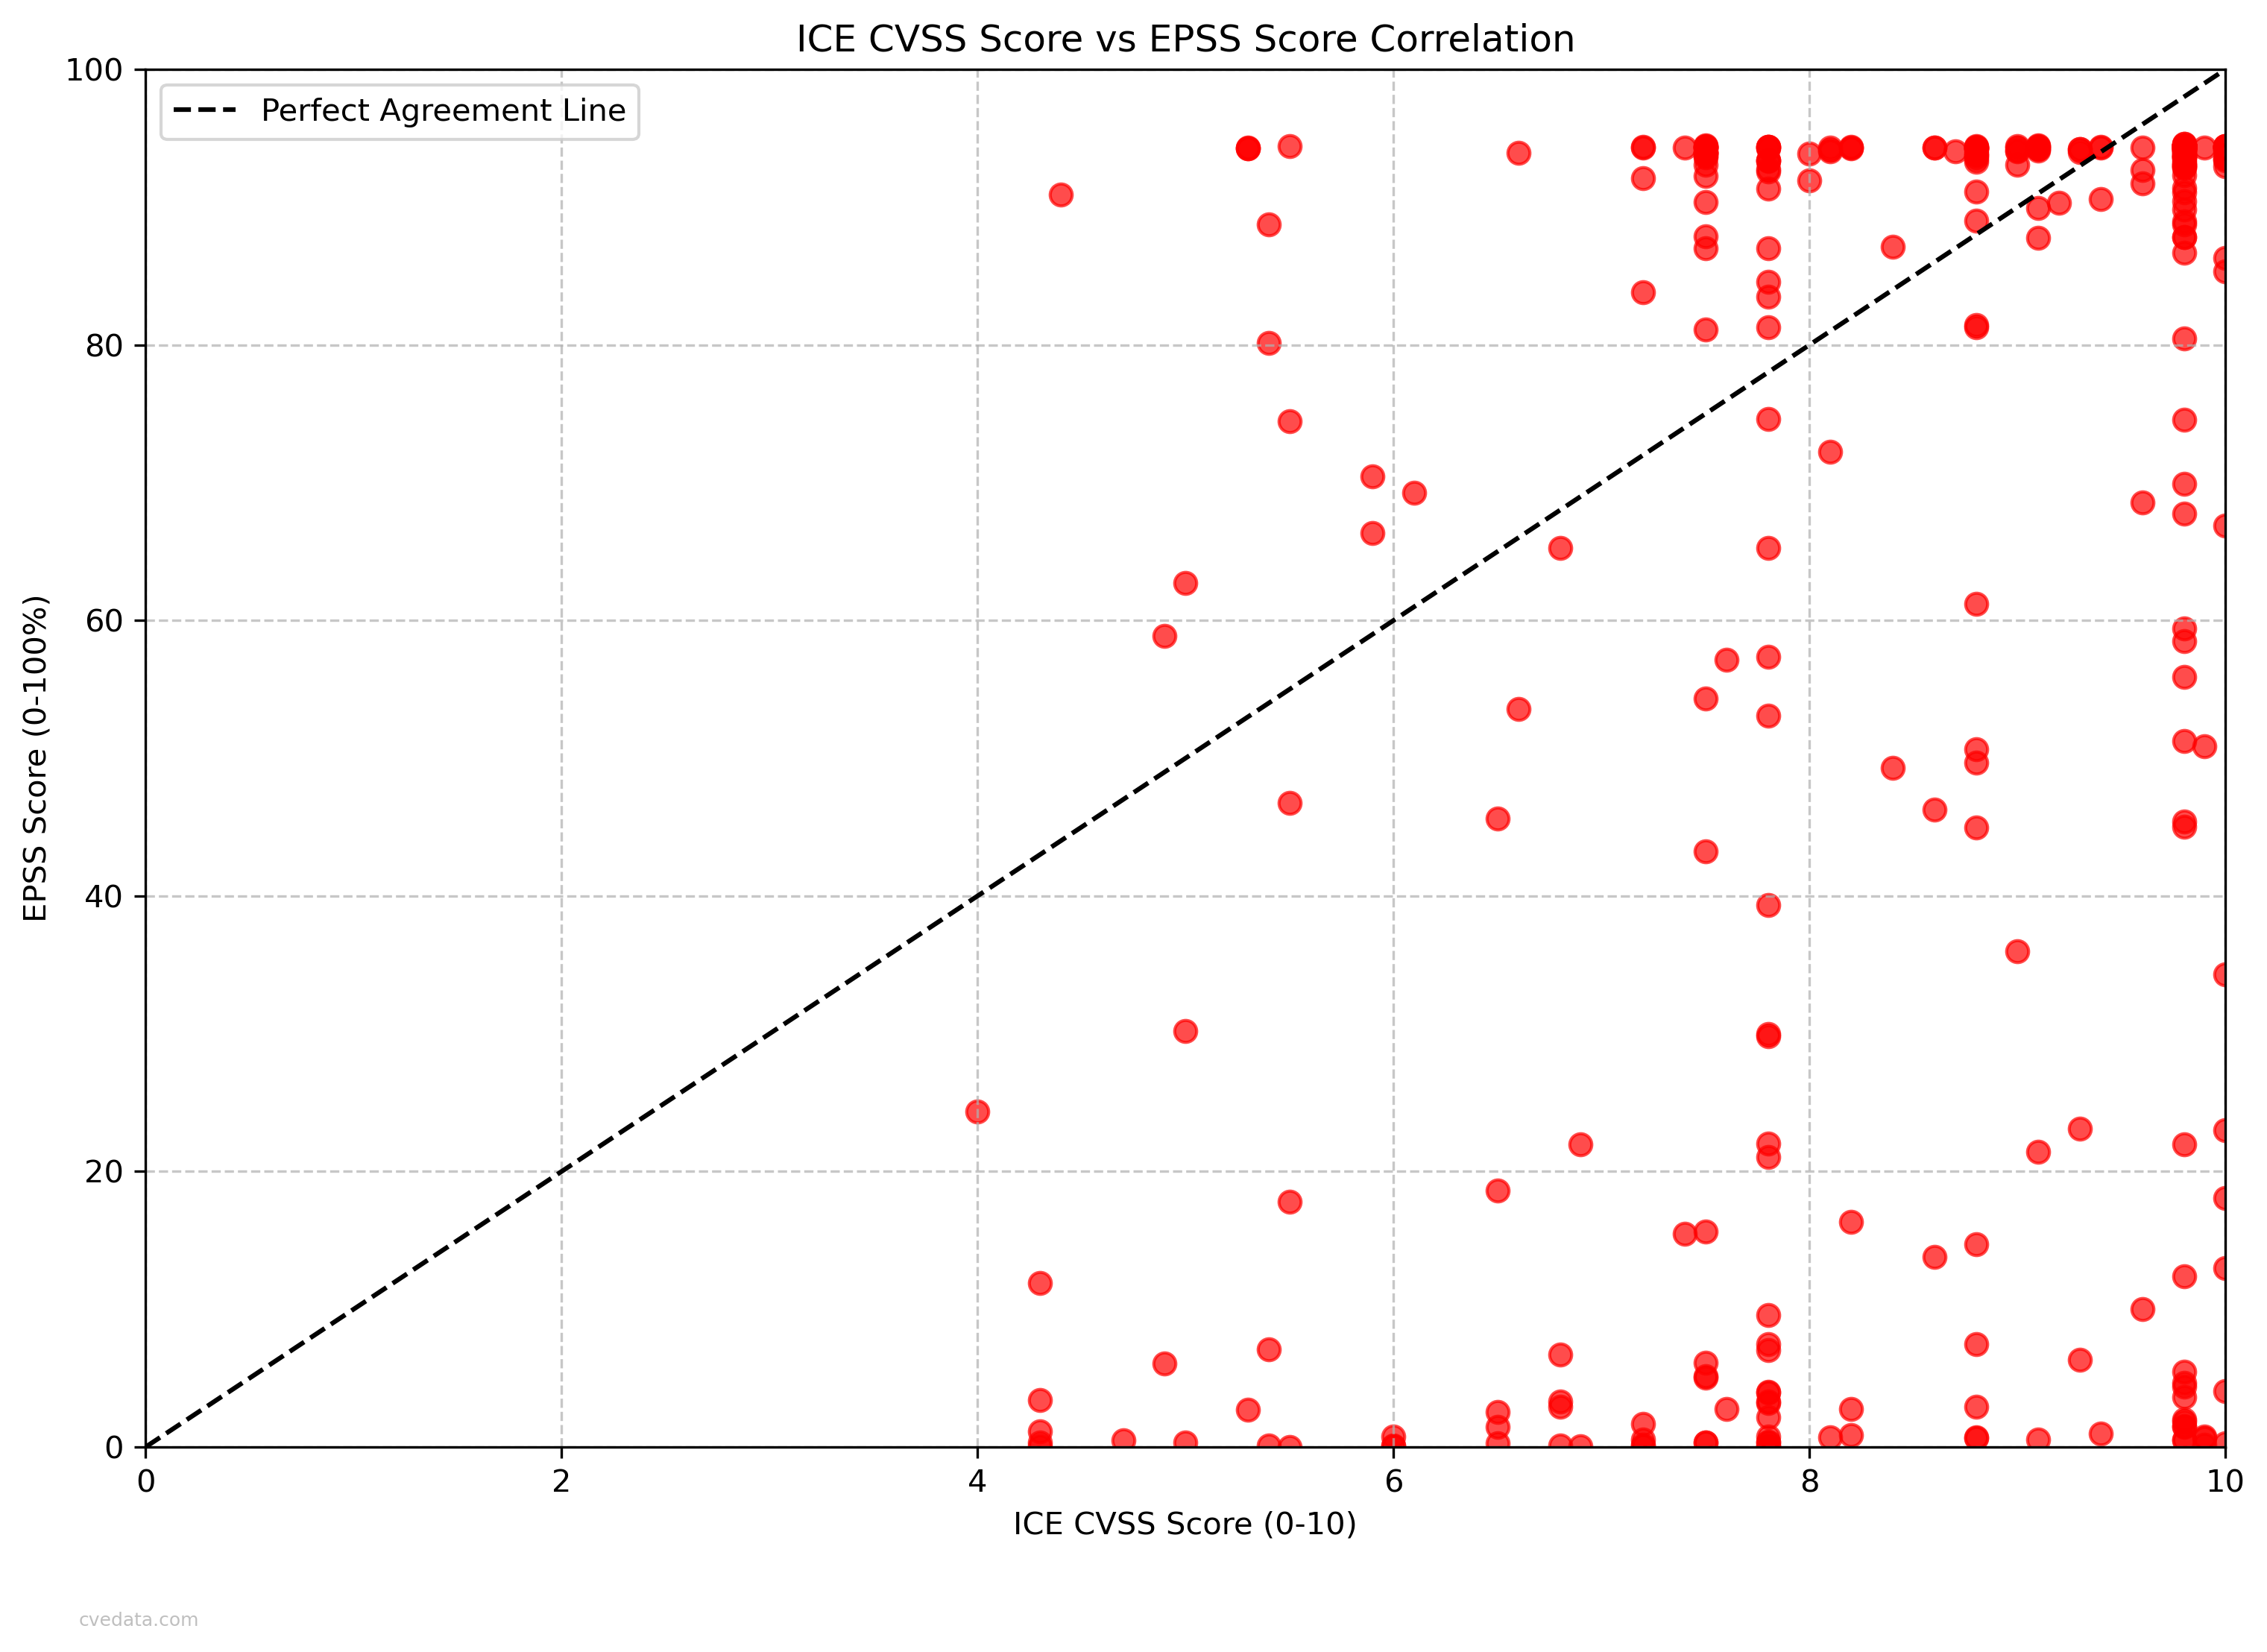 ICE CVSS Score vs EPSS Score Correlation
Perfect Agreement Line
EPSS Score (0-100%)
100
80
60
40
20
0
0 2 4 6 8 10
ICE CVSS Score (0-10)
cvedata.com